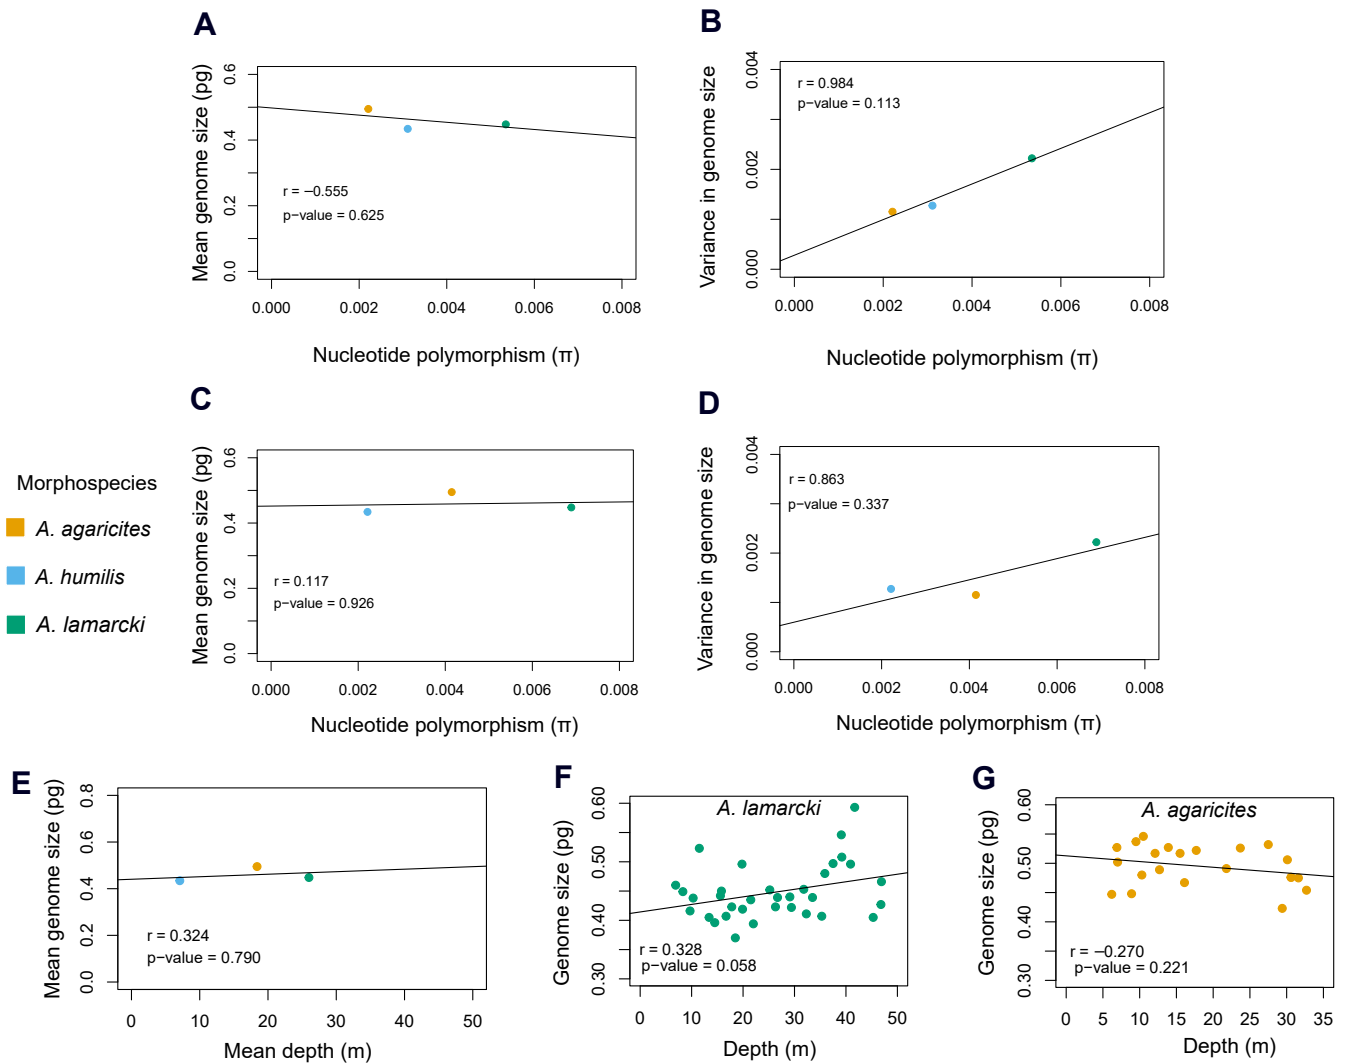 A
Mean genome size (pg)
0.6
0.4
0.2
0.0
r = −0.555
p−value = 0.625
0.000 0.002 0.004 0.006 0.008
Nucleotide polymorphism (π)
B
Variance in genome size
0.004
0.002
0.000
r = 0.984
p−value = 0.113
0.000 0.002 0.004 0.006 0.008
Nucleotide polymorphism (π)
Morphospecies
A. agaricites
A. humilis
A. lamarcki
C
Mean genome size (pg)
0.6
0.4
0.2
0.0
r = 0.117
p−value = 0.926
0.000 0.002 0.004 0.006 0.008
Nucleotide polymorphism (π)
D
Variance in genome size
0.004
0.002
0.000
r = 0.863
p−value = 0.337
0.000 0.002 0.004 0.006 0.008
Nucleotide polymorphism (π)
E
Mean genome size (pg)
0.8
0.6
0.4
0.2
0.0
r = 0.324
p−value = 0.790
0 10 20 30 40 50
Mean depth (m)
F
A. lamarcki
Genome size (pg)
0.60
0.50
0.40
0.30
r = 0.328
p−value = 0.058
0 10 20 30 40 50
Depth (m)
G
A. agaricites
Genome size (pg)
0.60
0.50
0.40
0.30
r = −0.270
p−value = 0.221
0 5 10 15 20 25 30 35
Depth (m)